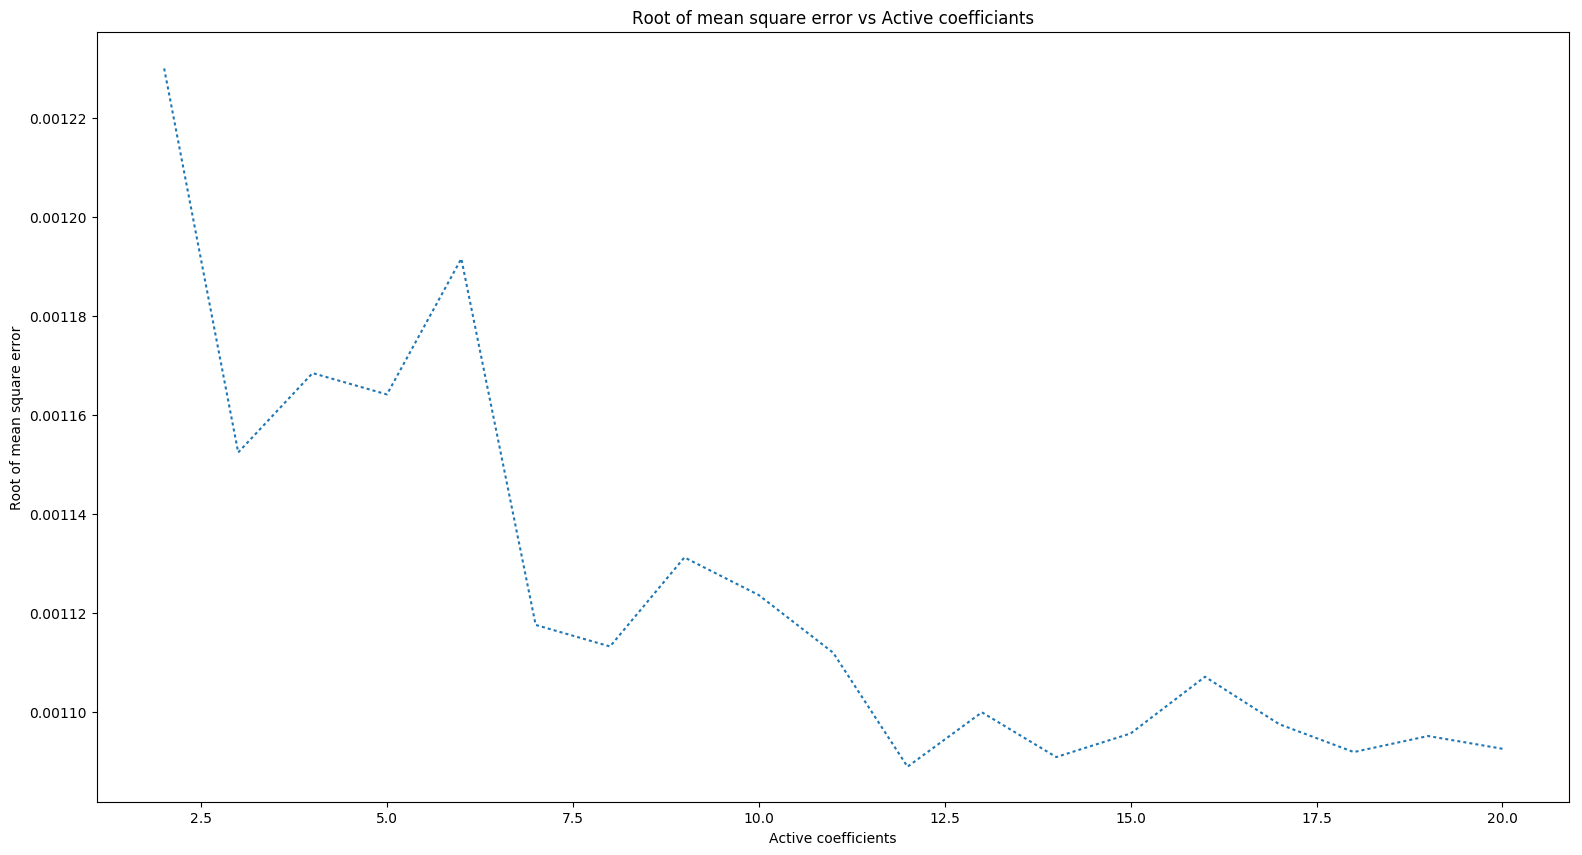 Root of mean square error vs Active coefficiants
0.00122
0.00120
0.00118
0.00116
0.00114
0.00112
0.00110
Root of mean square error
2.5 5.0 7.5 10.0 12.5 15.0 17.5 20.0
Active coefficients